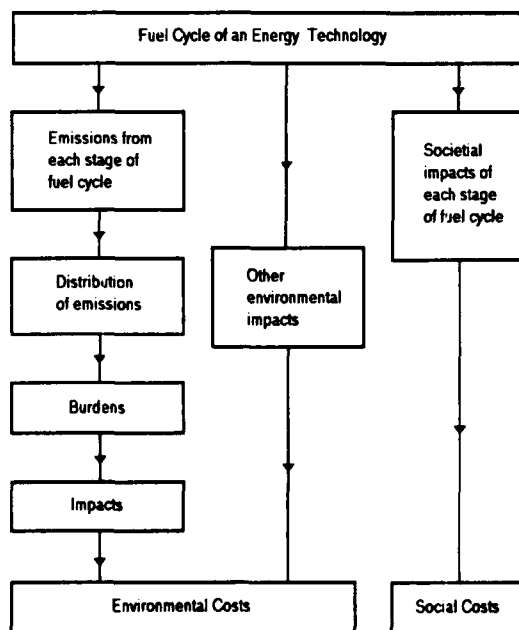 Fuel Cycle of an Energy Technology
Emissions from
each stage of
fuel cycle
Distribution
of emissions
Burdens
Impacts
Other
environmental
impacts
Societial
impacts of
each stage
of fuel cycle
Environmental Costs
Social Costs